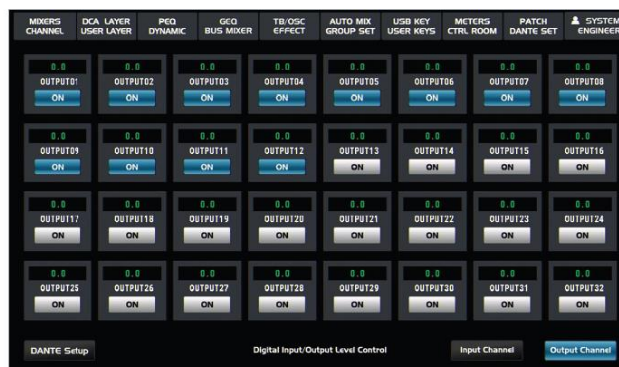 MIXERS DCA LAYER PEQ GEQ TB/OSC AUTO MIX USB KEY METERS PATCH SYSTEM
CHANNEL USER LAYER DYNAMIC BUS MIXER EFFECT GROUP SET USER KEYS CTRL ROOM DANTE SET ENGINEER
0.0 0.0 0.0 0.0 0.0 0.0 0.0 0.0
OUTPUT01 OUTPUT02 OUTPUT03 OUTPUT04 OUTPUT05 OUTPUT06 OUTPUT07 OUTPUT08
ON ON ON ON ON ON ON ON
0.0 0.0 0.0 0.0 0.0 0.0 0.0 0.0
OUTPUT09 OUTPUT10 OUTPUT11 OUTPUT12 OUTPUT13 OUTPUT14 OUTPUT15 OUTPUT16
ON ON ON ON ON ON ON ON
0.0 0.0 0.0 0.0 0.0 0.0 0.0 0.0
OUTPUT17 OUTPUT18 OUTPUT19 OUTPUT20 OUTPUT21 OUTPUT22 OUTPUT23 OUTPUT24
ON ON ON ON ON ON ON ON
0.0 0.0 0.0 0.0 0.0 0.0 0.0 0.0
OUTPUT25 OUTPUT26 OUTPUT27 OUTPUT28 OUTPUT29 OUTPUT30 OUTPUT31 OUTPUT32
ON ON ON ON ON ON ON ON
DANTE Setup Digital Input/Output Level Control Input Channel Output Channel